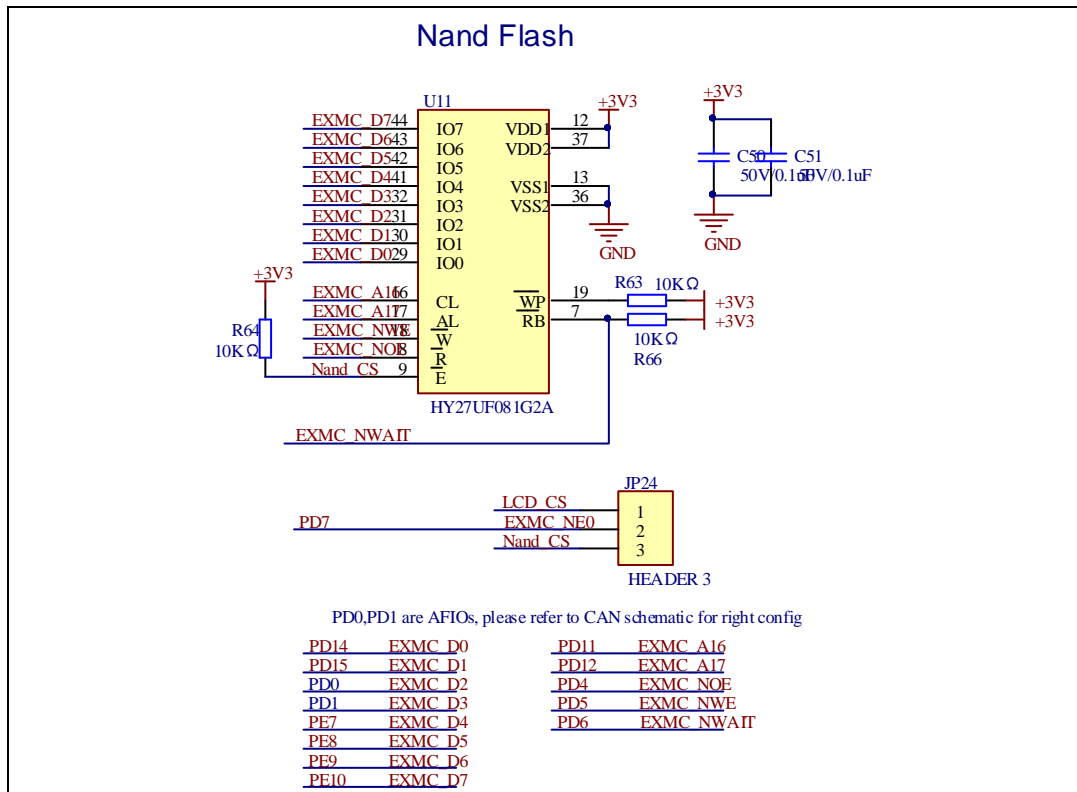 Nand Flash
U11
EXMC_D7 44 IO7 VDD1 12 +3V3
EXMC_D6 43 IO6 VDD2 37
EXMC_D5 42 IO5
EXMC_D4 41 IO4 VSS1 13
EXMC_D3 32 IO3 VSS2 36
EXMC_D2 31 IO2
EXMC_D1 30 IO1 GND
EXMC_D0 29 IO0
+3V3
C50 C51
50V/0.1uF 50V/0.1uF
GND
+3V3
EXMC_A16 16 CL WP 19 R63 10KΩ +3V3
EXMC_A17 17 AL RB 7 +3V3
R64 EXMC_NWE 18 W 10KΩ
10KΩ EXMC_NOE 8 R R66
Nand_CS 9 E
HY27UF081G2A
EXMC_NWAIT
JP24
LCD_CS 1
PD7 EXMC_NE0 2
Nand_CS 3
HEADER 3
PD0,PD1 are AFIOs, please refer to CAN schematic for right config
PD14 EXMC_D0 PD11 EXMC_A16
PD15 EXMC_D1 PD12 EXMC_A17
PD0 EXMC_D2 PD4 EXMC_NOE
PD1 EXMC_D3 PD5 EXMC_NWE
PE7 EXMC_D4 PD6 EXMC_NWAIT
PE8 EXMC_D5
PE9 EXMC_D6
PE10 EXMC_D7